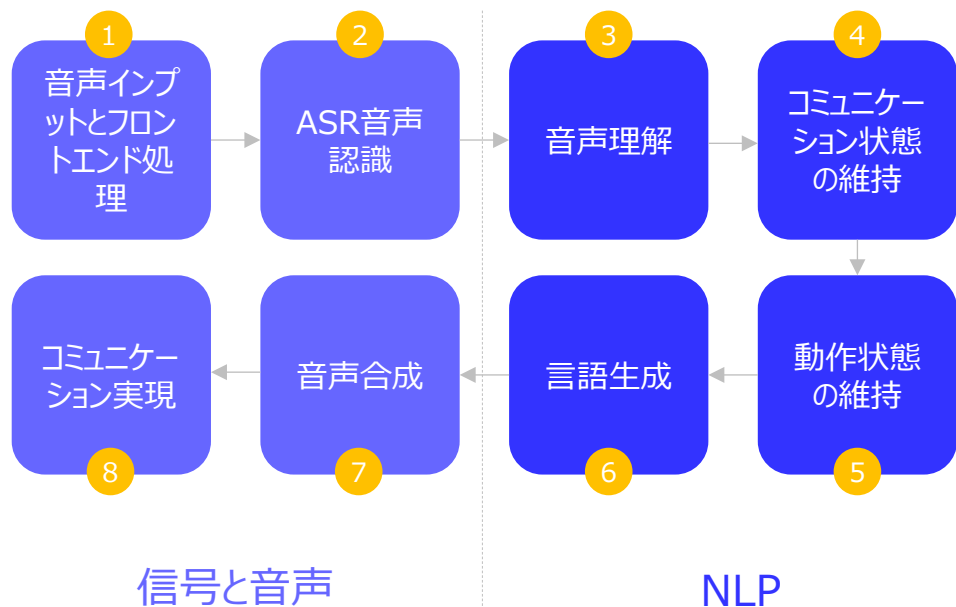 1
音声インプ
ットとフロン
トエンド処
理
2
ASR音声
認識
3
音声理解
4
コミュニケー
ション状態
の維持
コミュニケー
ション実現
8
音声合成
7
言語生成
6
動作状態
の維持
5
信号と音声
NLP